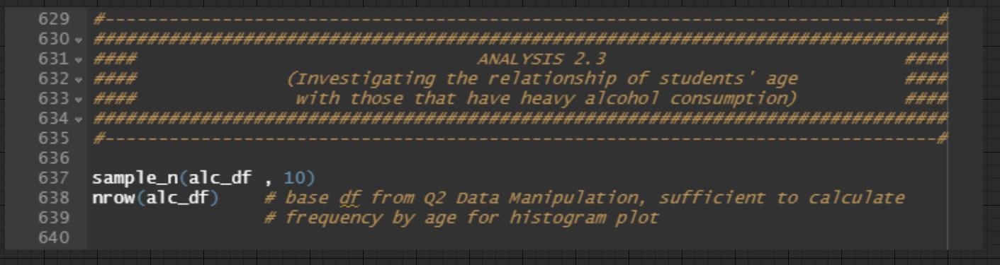 629 #------------------------------------------------------------------------------#
630 ################################################################################
631 #### ANALYSIS 2.3 ####
632 #### (Investigating the relationship of students' age ####
633 #### with those that have heavy alcohol consumption) ####
634 ################################################################################
635 #------------------------------------------------------------------------------#
636
637 sample_n(alc_df , 10)
638 nrow(alc_df) # base df from Q2 Data Manipulation, sufficient to calculate
639 # frequency by age for histogram plot
640